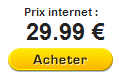 Prix internet :
29.99 €
Acheter